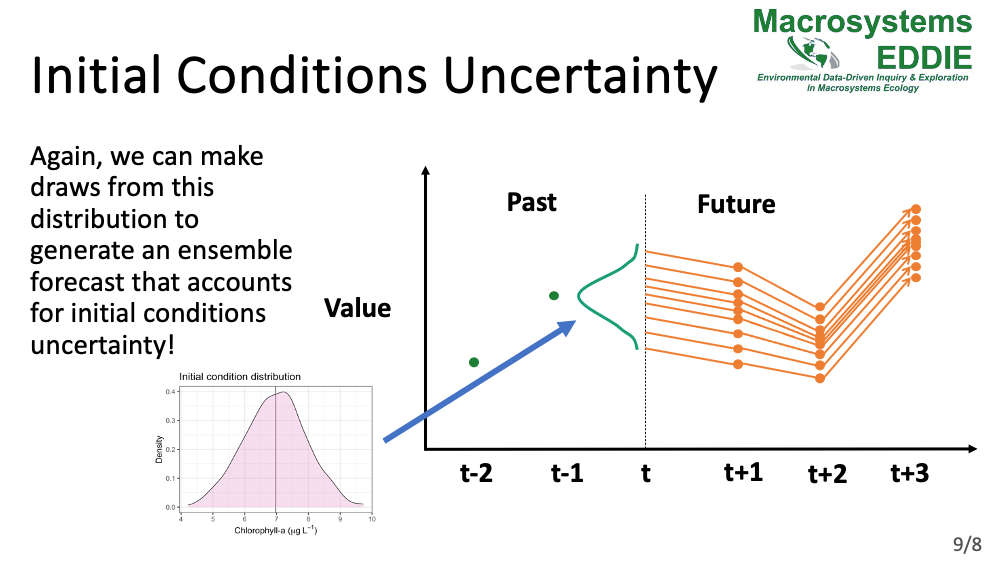 Macrosystems
EDDIE
Environmental Data-Driven Inquiry & Exploration
in Macrosystems Ecology
Initial Conditions Uncertainty
Again, we can make
draws from this
distribution to
generate an ensemble
forecast that accounts
for initial conditions
uncertainty!
Past
Future
Value
t-2
t-1
t
t+1
t+2
t+3
Initial condition distribution
Density
0.4
0.3
0.2
0.1
0.0
4 5 6 7 8 9 10
Chlorophyll-a (μg L⁻¹)
9/8